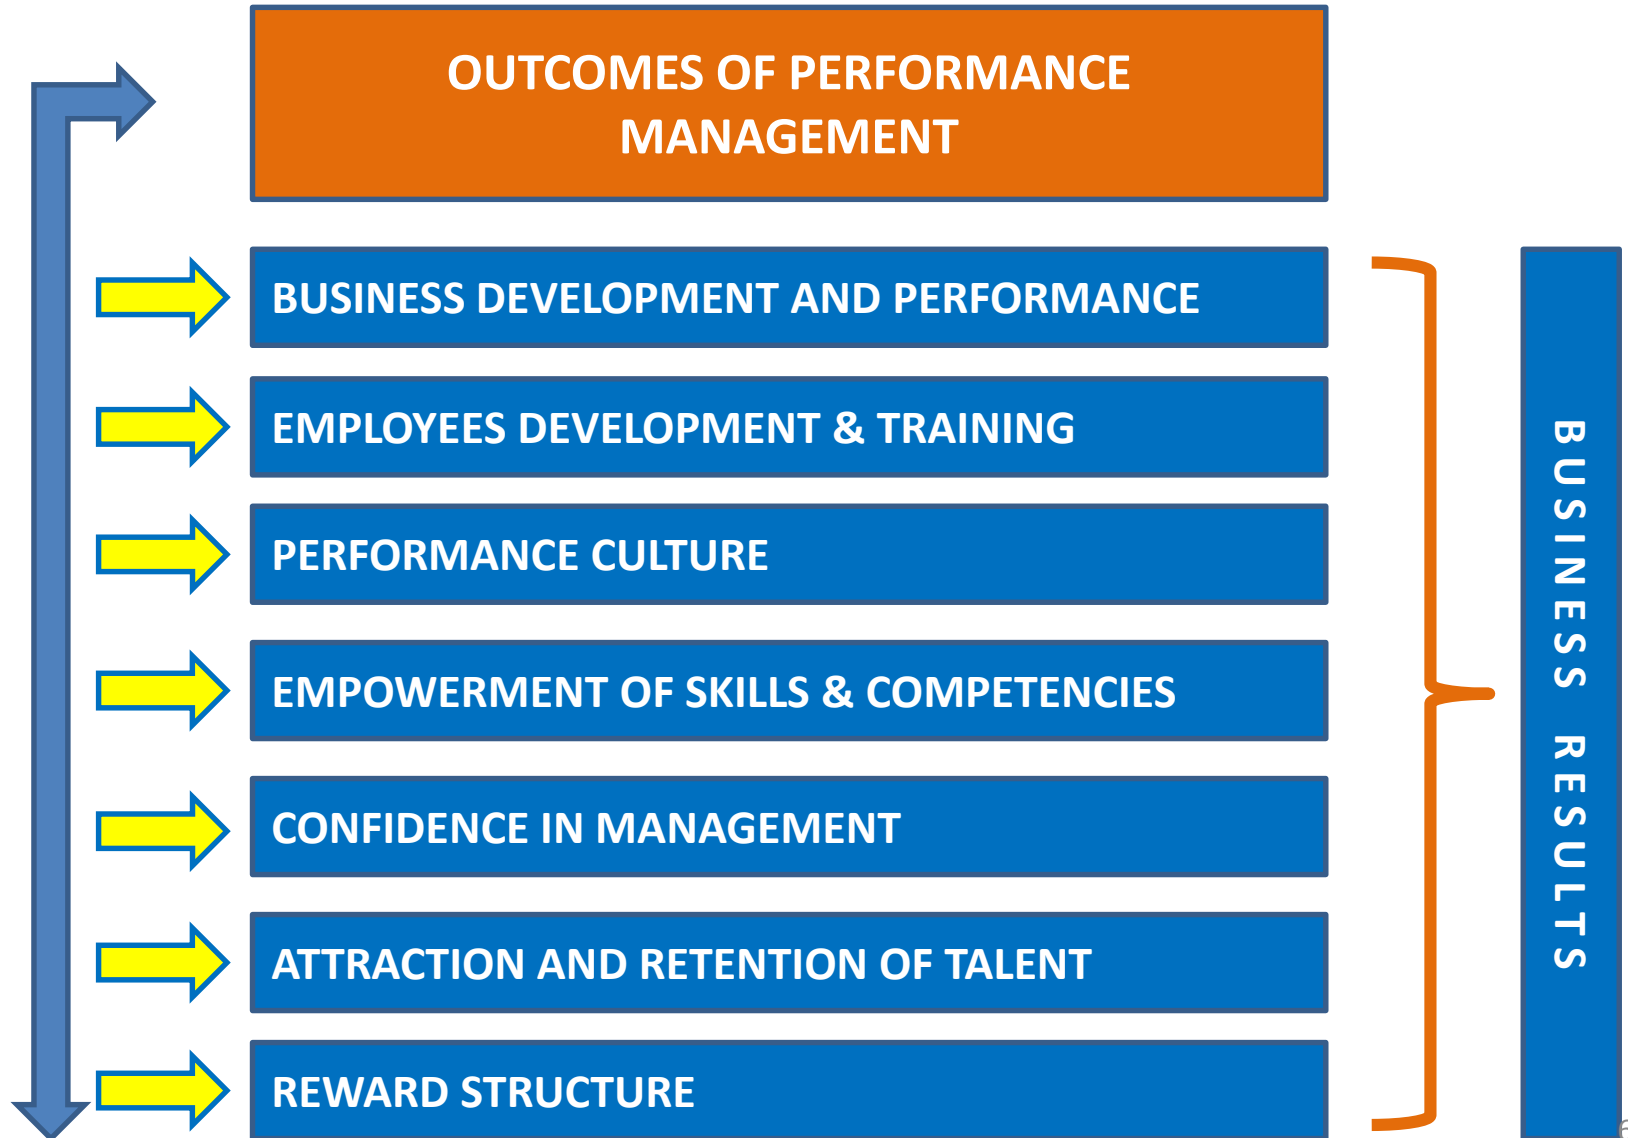 OUTCOMES OF PERFORMANCE
MANAGEMENT
BUSINESS DEVELOPMENT AND PERFORMANCE
EMPLOYEES DEVELOPMENT & TRAINING
PERFORMANCE CULTURE
EMPOWERMENT OF SKILLS & COMPETENCIES
CONFIDENCE IN MANAGEMENT
ATTRACTION AND RETENTION OF TALENT
REWARD STRUCTURE
BUSINESS RESULTS